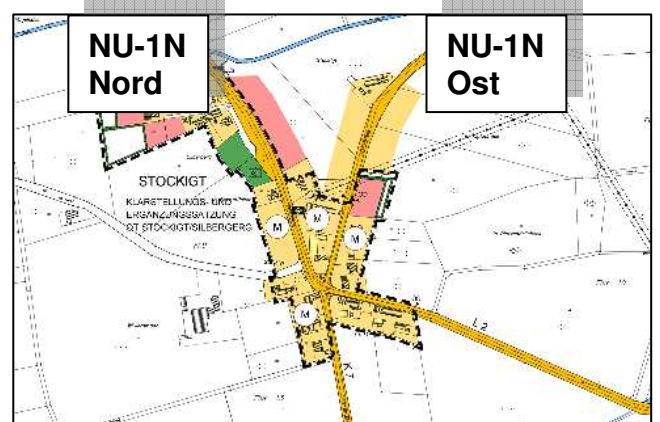 NU-1N
Nord
NU-1N
Ost
STOCKIGT
KLARSTELLUNGS- UND
ERGÄNZUNGSSATZUNG
OT STOCKIGT/SILBERGERG
M
M
M
M
L 2